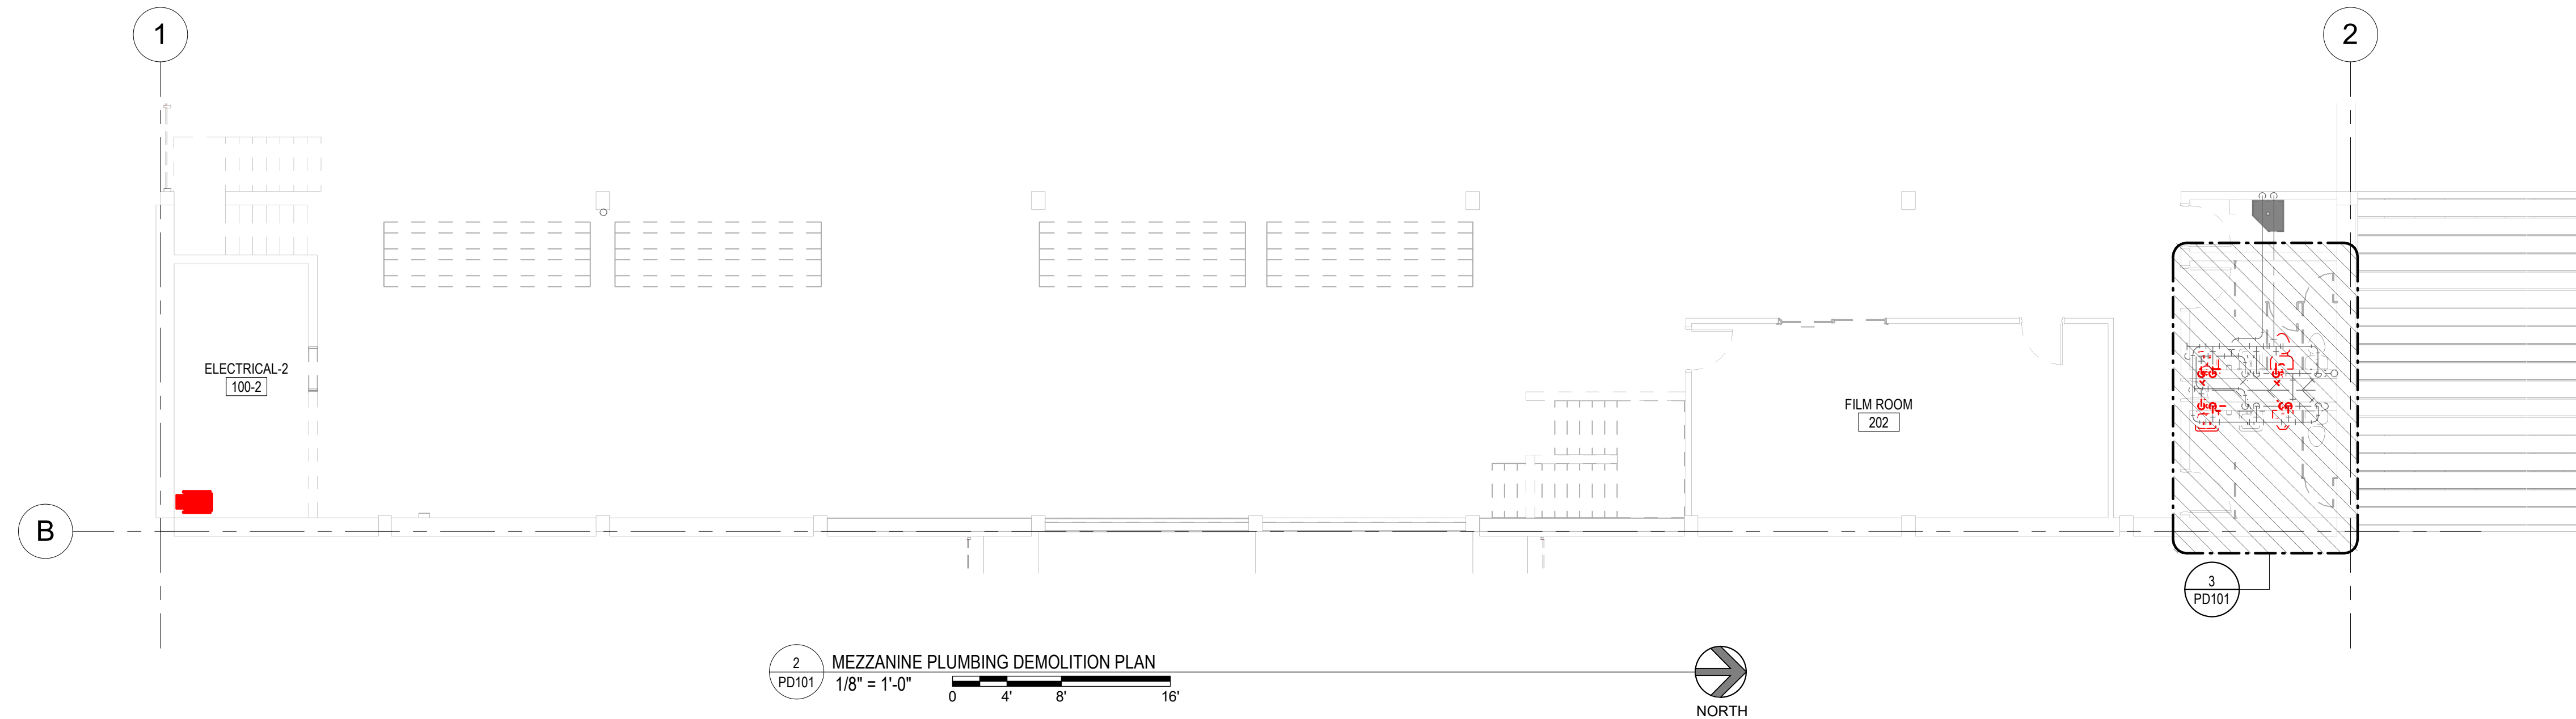 1
2
ELECTRICAL-2
100-2
FILM ROOM
202
B
3
PD101
2
PD101
MEZZANINE PLUMBING DEMOLITION PLAN
1/8" = 1'-0"
0 4' 8' 16'
NORTH